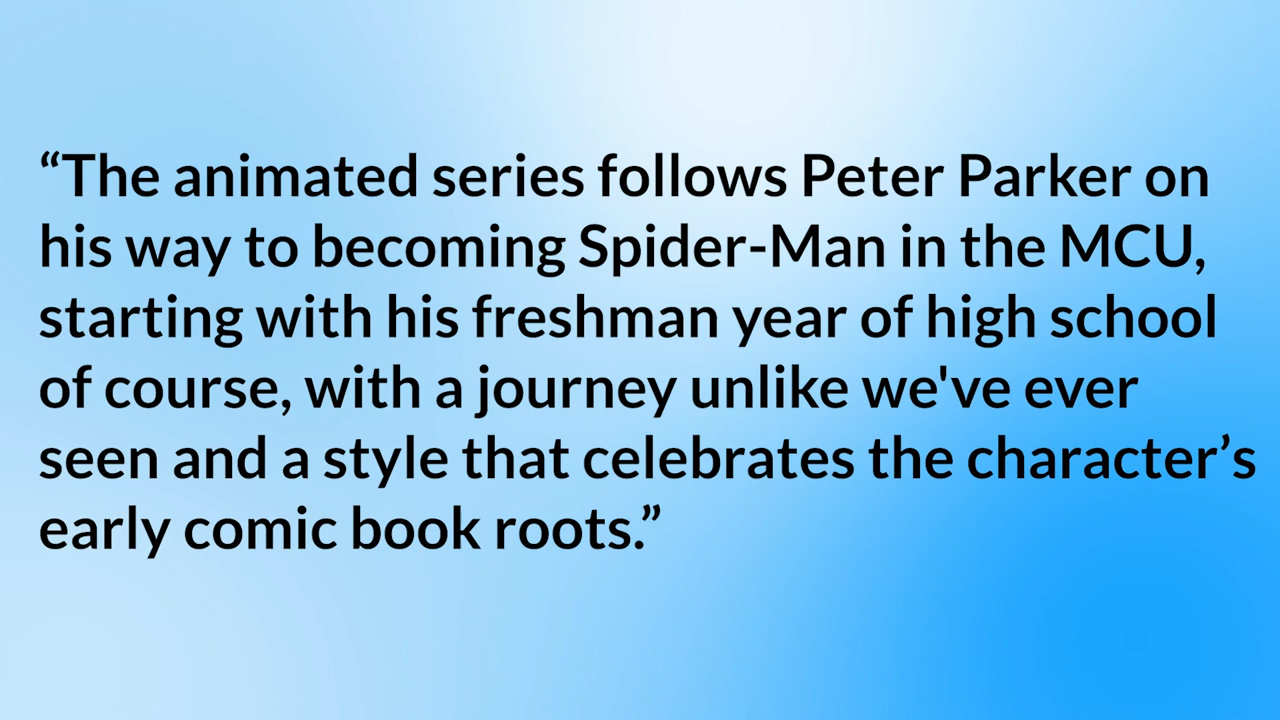 “The animated series follows Peter Parker on
his way to becoming Spider-Man in the MCU,
starting with his freshman year of high school
of course, with a journey unlike we've ever
seen and a style that celebrates the character’s
early comic book roots.”